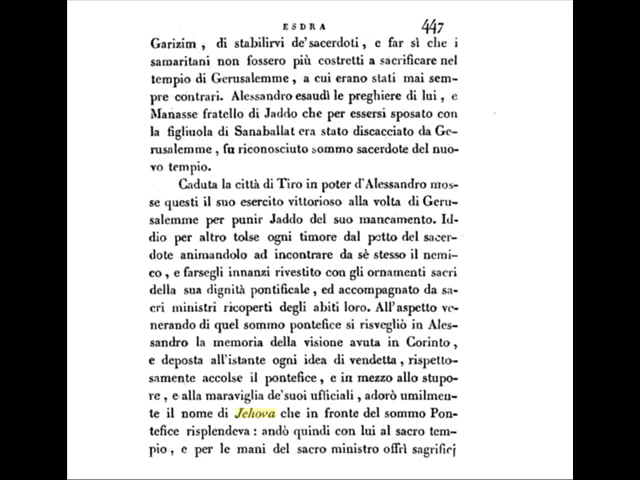 ESDRA 447
Garizim , di stabilirvi de' sacerdoti, e far sì che i
samaritani non fossero più costretti a sacrificare nel
tempio di Gerusalemme , a cui erano stati mai sem-
pre contrari. Alessandro esaudì le preghiere di lui , e
Manasse fratello di Jaddo che per essersi sposato con
la figliuola di Sanaballat era stato discacciato da Ge-
rusalemme , fu riconosciuto sommo sacerdote del nuo-
vo tempio.
Caduta la città di Tiro in poter d'Alessandro mos-
se questi il suo esercito vittorioso alla volta di Geru-
salemme per punir Jaddo del suo mancamento. Id-
dio per altro tolse ogni timore dal petto del sacer-
dote animandolo ad incontrare da sè stesso il nemi-
co , e farsegli innanzi rivestito con gli ornamenti sacri
della sua dignità pontificale , ed accompagnato da sa-
cri ministri ricoperti degli abiti loro. All'aspetto ve-
nerando di quel sommo pontefice si risvegliò in Ales-
sandro la memoria della visione avuta in Corinto ,
e deposta all'istante ogni idea di vendetta , rispetto-
samente accolse il pontefice , e in mezzo allo stupo-
re , e alla maraviglia de' suoi ufficiali , adorò umilmen-
te il nome di Jehova che in fronte del sommo Pon-
tefice risplendeva : andò quindi con lui al sacro tem-
pio , e per le mani del sacro ministro offrì sagrificj